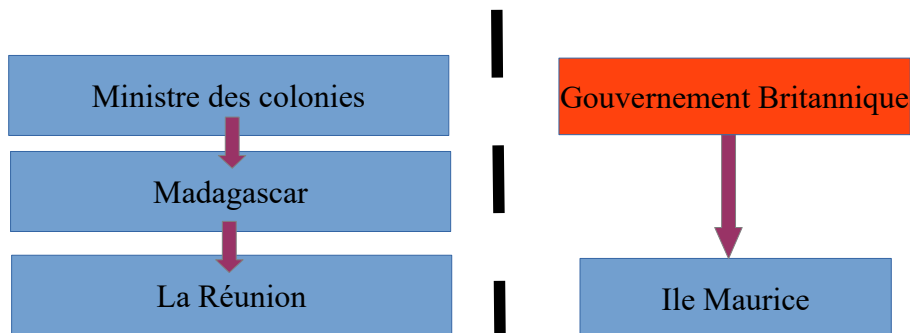 Ministre des colonies
Madagascar
La Réunion
Gouvernement Britannique
Ile Maurice